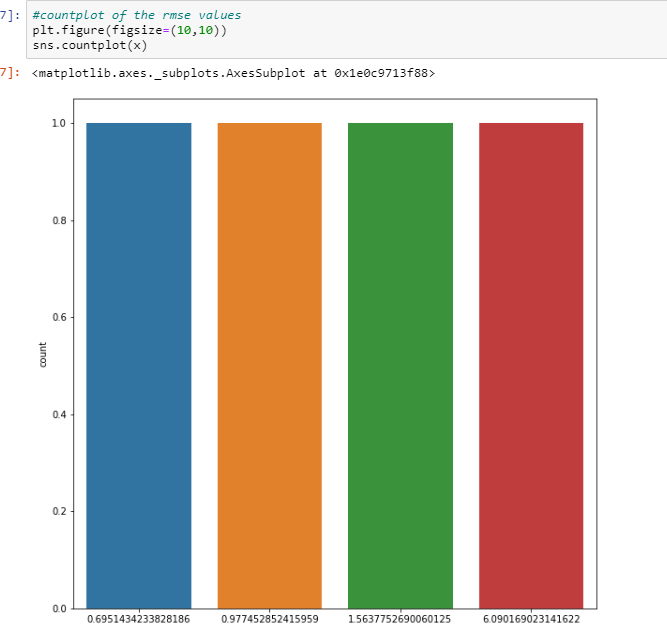 7]: #countplot of the rmse values
plt.figure(figsize=(10,10))
sns.countplot(x)
7]: <matplotlib.axes._subplots.AxesSubplot at 0x1e0c9713f88>
1.0
0.8
0.6
count
0.4
0.2
0.0
0.6951434233828186 0.977452852415959 1.5637752690060125 6.090169023141622